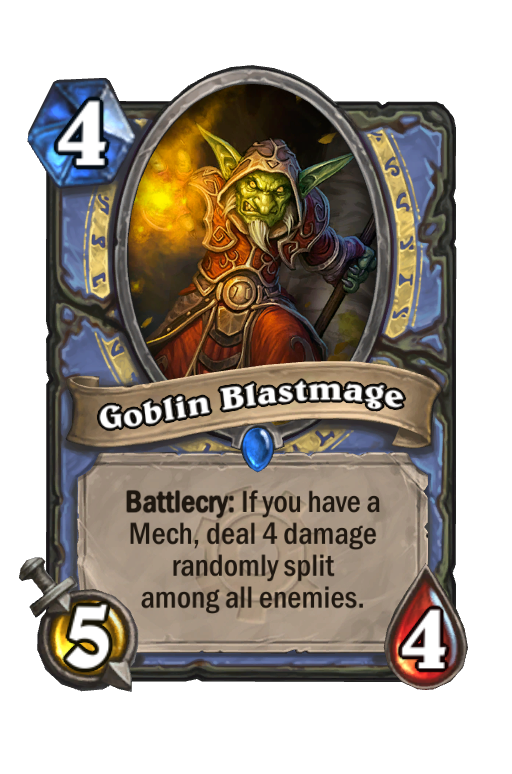 4
Goblin Blastmage
Battlecry: If you have a
Mech, deal 4 damage
randomly split
among all enemies.
5
4